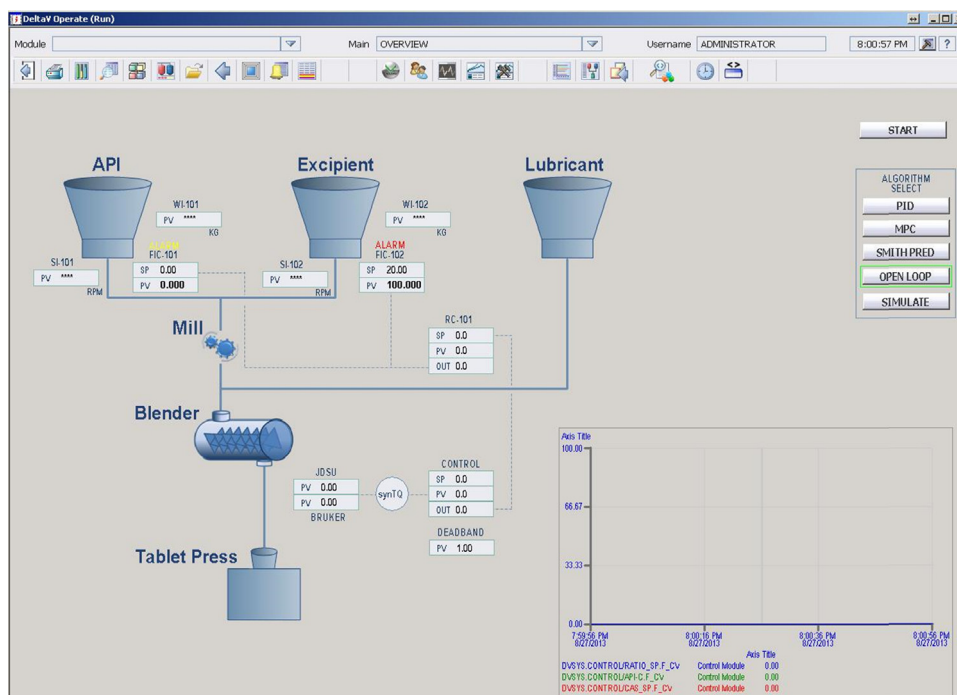 DeltaV Operate (Run)
Module
Main OVERVIEW
Username ADMINISTRATOR
8:00:57 PM
?
START
API
Excipient
Lubricant
ALGORITHM
SELECT
PID
MPC
SMITH PRED
OPEN LOOP
SIMULATE
WI-101
PV ****
KG
WI-102
PV ****
KG
ALARM
FIC-101
SP 0.00
PV 0.000
ALARM
FIC-102
SP 20.00
PV 100.000
SI-101
PV ****
RPM
SI-102
PV ****
RPM
Mill
RC-101
SP 0.0
PV 0.0
OUT 0.0
Blender
JDSU
PV 0.00
PV 0.00
BRUKER
synTQ
CONTROL
SP 0.0
PV 0.0
OUT 0.0
DEADBAND
PV 1.00
Tablet Press
Axis Title
100.00
66.67
33.33
0.00
7:59:56 PM
8/27/2013
8:00:16 PM
8/27/2013
8:00:36 PM
8/27/2013
8:00:56 PM
8/27/2013
Axis Title
DVSYS.CONTROL/RATIO_SP.F_CV Control Module 0.00
DVSYS.CONTROL/API-C.F_CV Control Module 0.00
DVSYS.CONTROL/CAS_SP.F_CV Control Module 0.00